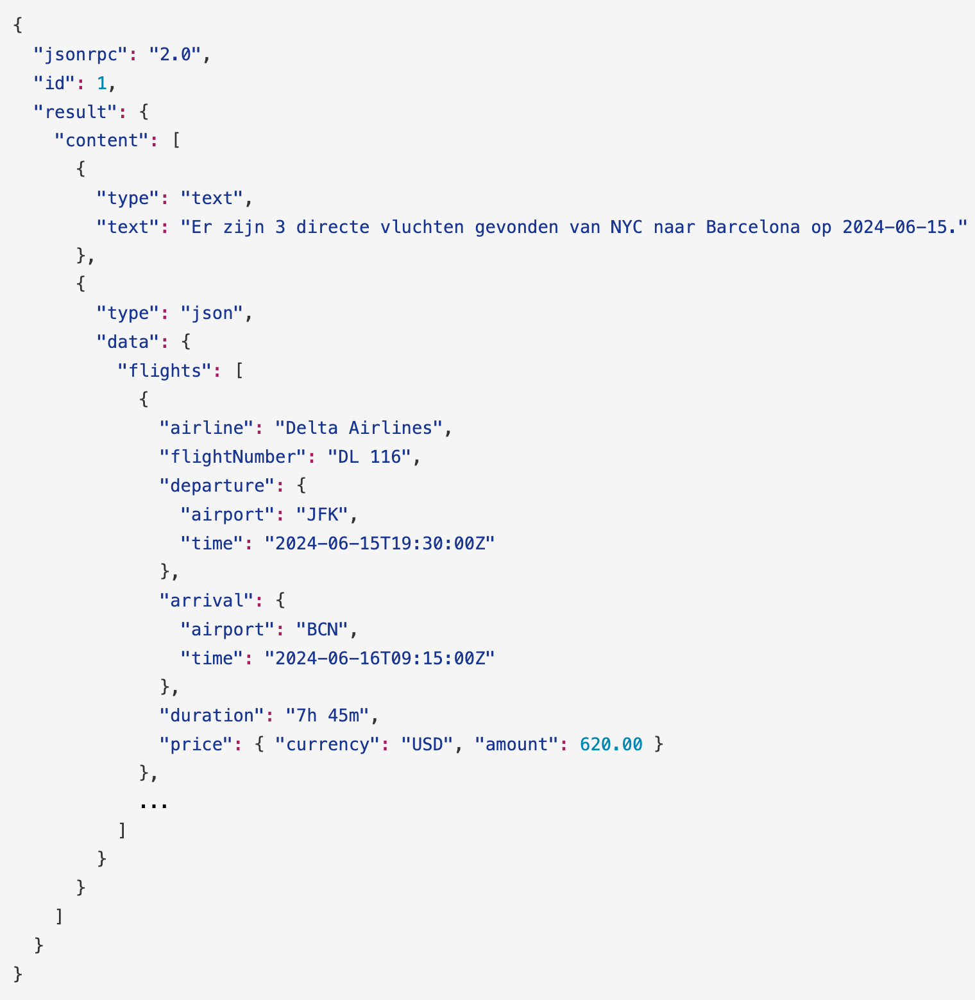 {
  "jsonrpc": "2.0",
  "id": 1,
  "result": {
    "content": [
      {
        "type": "text",
        "text": "Er zijn 3 directe vluchten gevonden van NYC naar Barcelona op 2024-06-15."
      },
      {
        "type": "json",
        "data": {
          "flights": [
            {
              "airline": "Delta Airlines",
              "flightNumber": "DL 116",
              "departure": {
                "airport": "JFK",
                "time": "2024-06-15T19:30:00Z"
              },
              "arrival": {
                "airport": "BCN",
                "time": "2024-06-16T09:15:00Z"
              },
              "duration": "7h 45m",
              "price": { "currency": "USD", "amount": 620.00 }
            },
            ...
          ]
        }
      }
    ]
  }
}